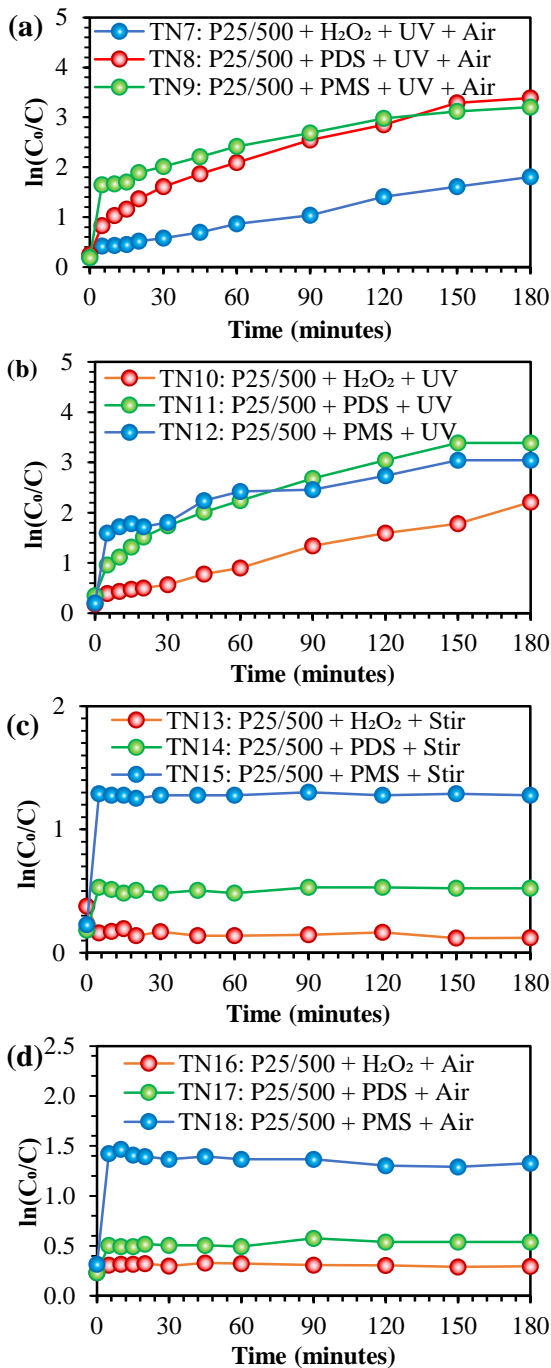 (a)
TN7: P25/500 + H₂O₂ + UV + Air
TN8: P25/500 + PDS + UV + Air
TN9: P25/500 + PMS + UV + Air
ln(C₀/C)
5
4
3
2
1
0
0 30 60 90 120 150 180
Time (minutes)
(b)
TN10: P25/500 + H₂O₂ + UV
TN11: P25/500 + PDS + UV
TN12: P25/500 + PMS + UV
ln(C₀/C)
5
4
3
2
1
0
0 30 60 90 120 150 180
Time (minutes)
(c)
TN13: P25/500 + H₂O₂ + Stir
TN14: P25/500 + PDS + Stir
TN15: P25/500 + PMS + Stir
ln(C₀/C)
2
1
0
0 30 60 90 120 150 180
Time (minutes)
(d)
TN16: P25/500 + H₂O₂ + Air
TN17: P25/500 + PDS + Air
TN18: P25/500 + PMS + Air
ln(C₀/C)
2.5
2.0
1.5
1.0
0.5
0.0
0 30 60 90 120 150 180
Time (minutes)